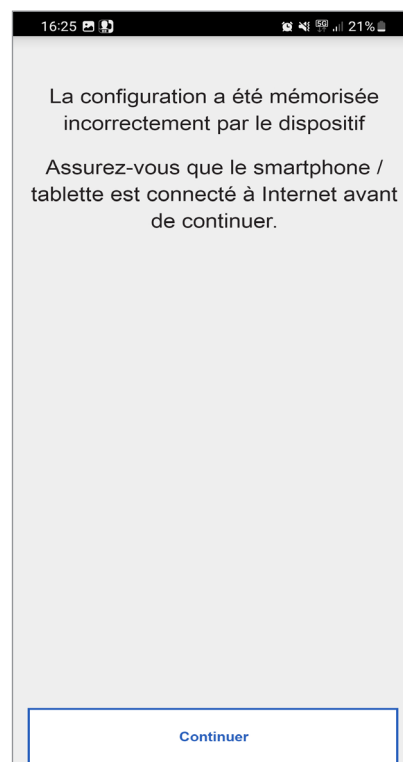 16:25 5G 21%
La configuration a été mémorisée
incorrectement par le dispositif
Assurez-vous que le smartphone /
tablette est connecté à Internet avant
de continuer.
Continuer